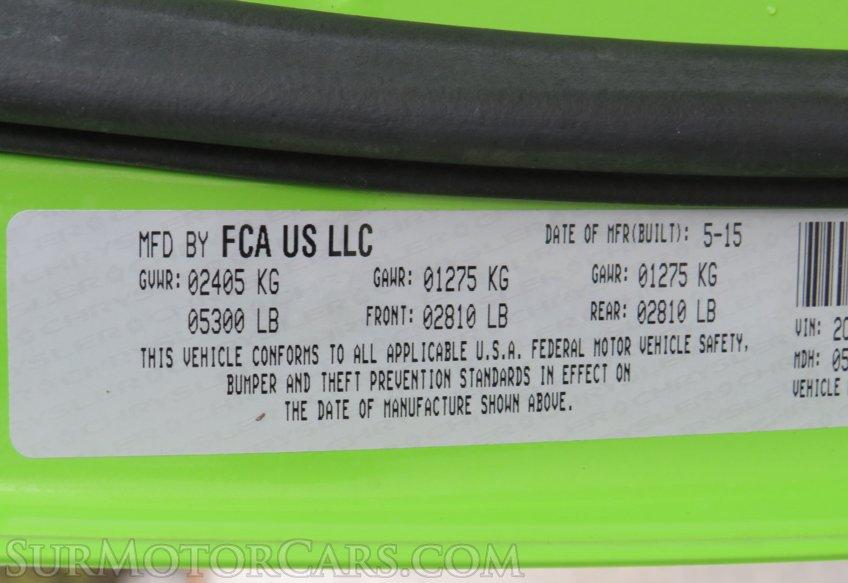 MFD BY FCA US LLC DATE OF MFR(BUILT): 5-15
GVWR: 02405 KG GAWR: 01275 KG GAWR: 01275 KG
05300 LB FRONT: 02810 LB REAR: 02810 LB
THIS VEHICLE CONFORMS TO ALL APPLICABLE U.S.A. FEDERAL MOTOR VEHICLE SAFETY,
BUMPER AND THEFT PREVENTION STANDARDS IN EFFECT ON
THE DATE OF MANUFACTURE SHOWN ABOVE.
VIN: 2C
MDH: 05
VEHICLE
SURMOTORCARS.COM